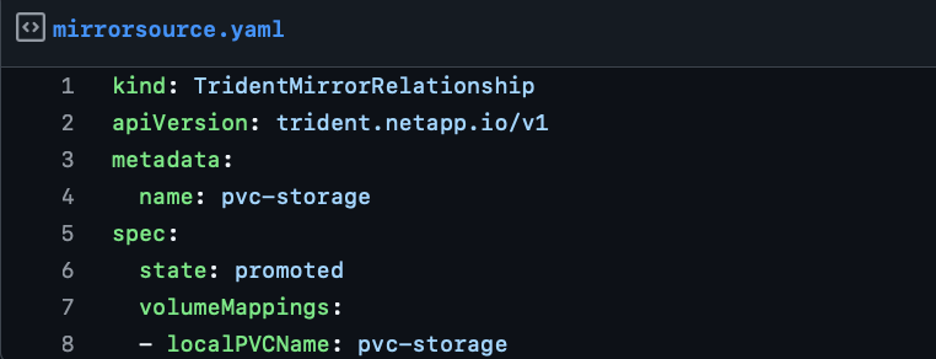 mirrorsource.yaml
1 kind: TridentMirrorRelationship
2 apiVersion: trident.netapp.io/v1
3 metadata:
4   name: pvc-storage
5 spec:
6   state: promoted
7   volumeMappings:
8   - localPVCName: pvc-storage